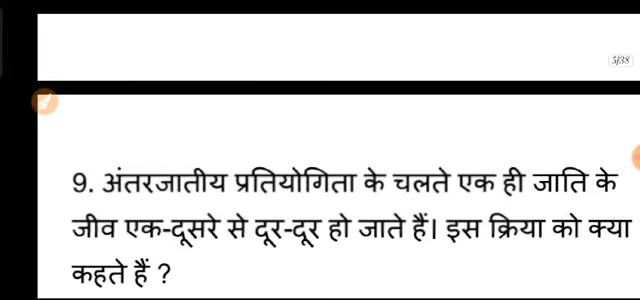 5/38
9. अंतरजातीय प्रतियोगिता के चलते एक ही जाति के
जीव एक-दूसरे से दूर-दूर हो जाते हैं। इस क्रिया को क्या
कहते हैं ?